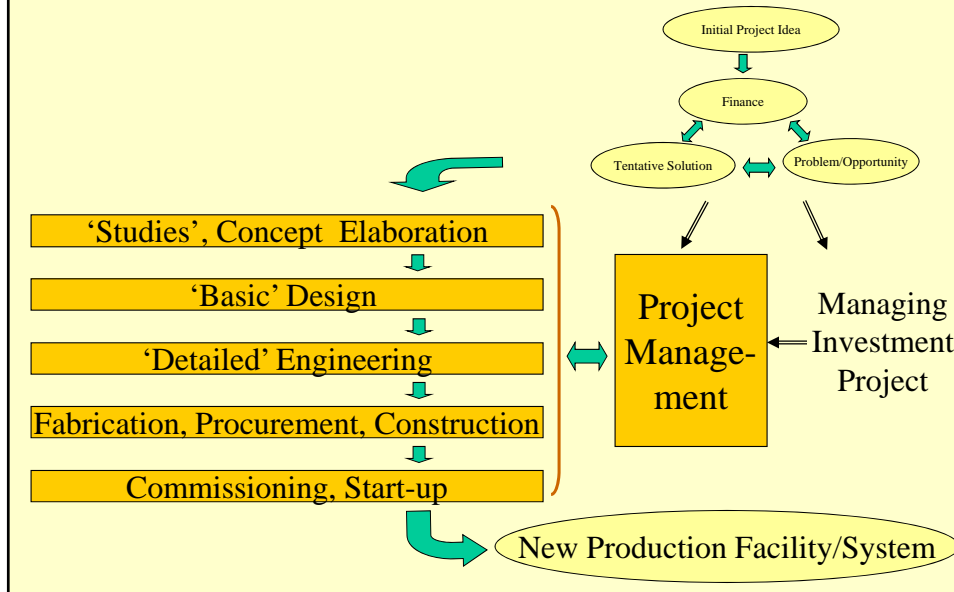 Initial Project Idea
Finance
Tentative Solution
Problem/Opportunity
‘Studies’, Concept Elaboration
‘Basic’ Design
‘Detailed’ Engineering
Fabrication, Procurement, Construction
Commissioning, Start-up
Project
Manage-
ment
Managing
Investment
Project
New Production Facility/System